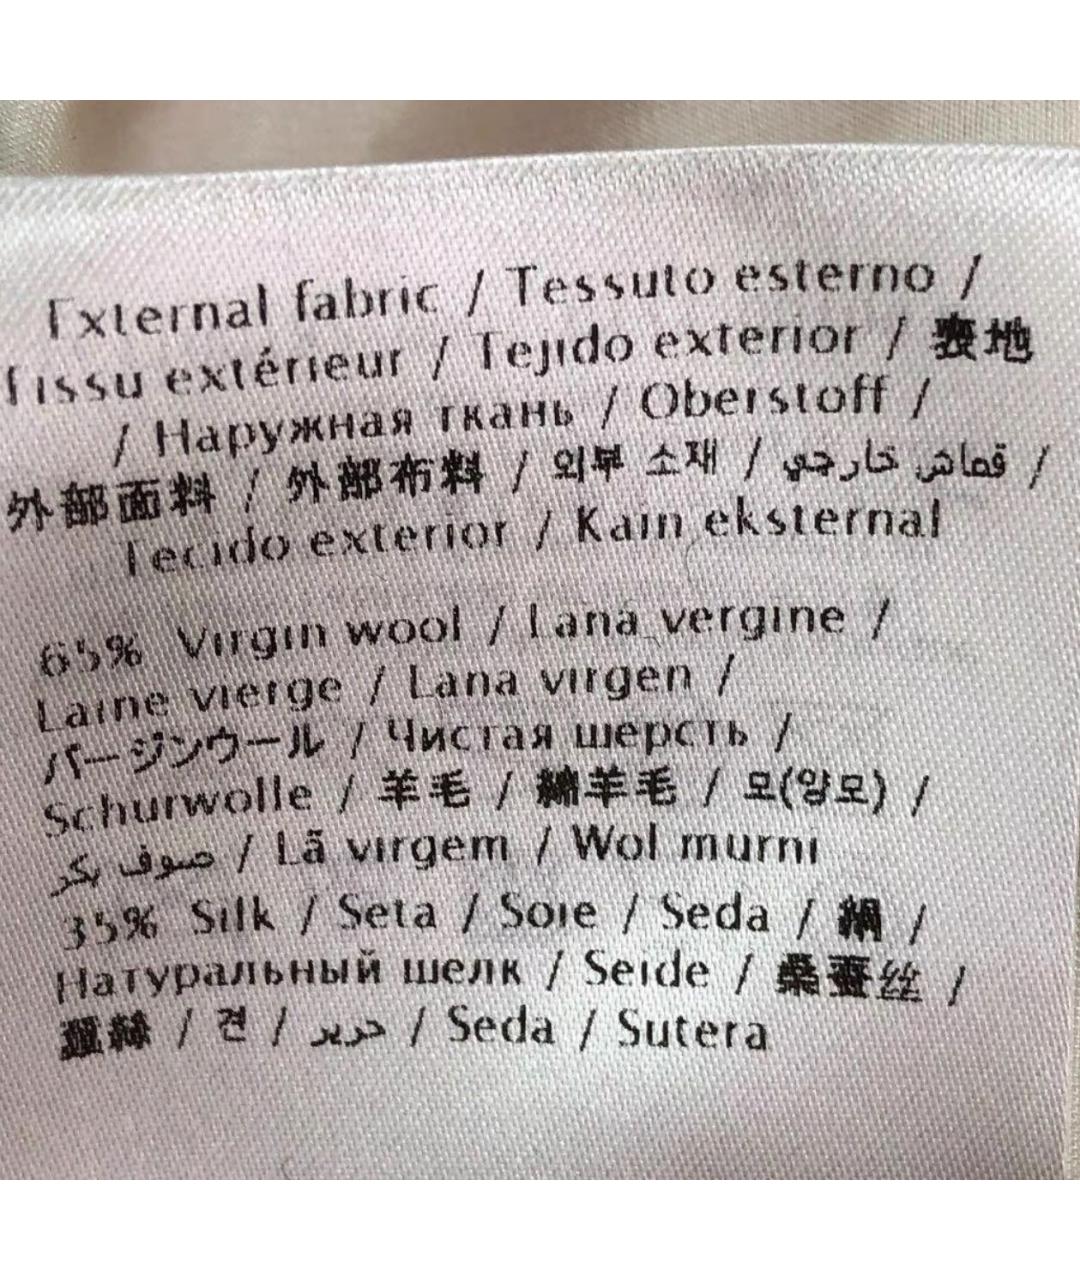 External fabric / Tessuto esterno /
Tissu extérieur / Tejido exterior / 表地
/ Наружная ткань / Oberstoff /
外部面料 / 外部布料 / 외부 소재 / قماش خارجي /
Tecido exterior / Kain eksternal
65% Virgin wool / Lana vergine /
Laine vierge / Lana virgen /
バージンウール / Чистая шерсть /
Schurwolle / 羊毛 / 綿羊毛 / 모(양모) /
صوف بكر / Lã virgem / Wol murni
35% Silk / Seta / Soie / Seda / 絹 /
Натуральный шелк / Seide / 桑蚕丝 /
蠶絲 / 견 / حرير / Seda / Sutera